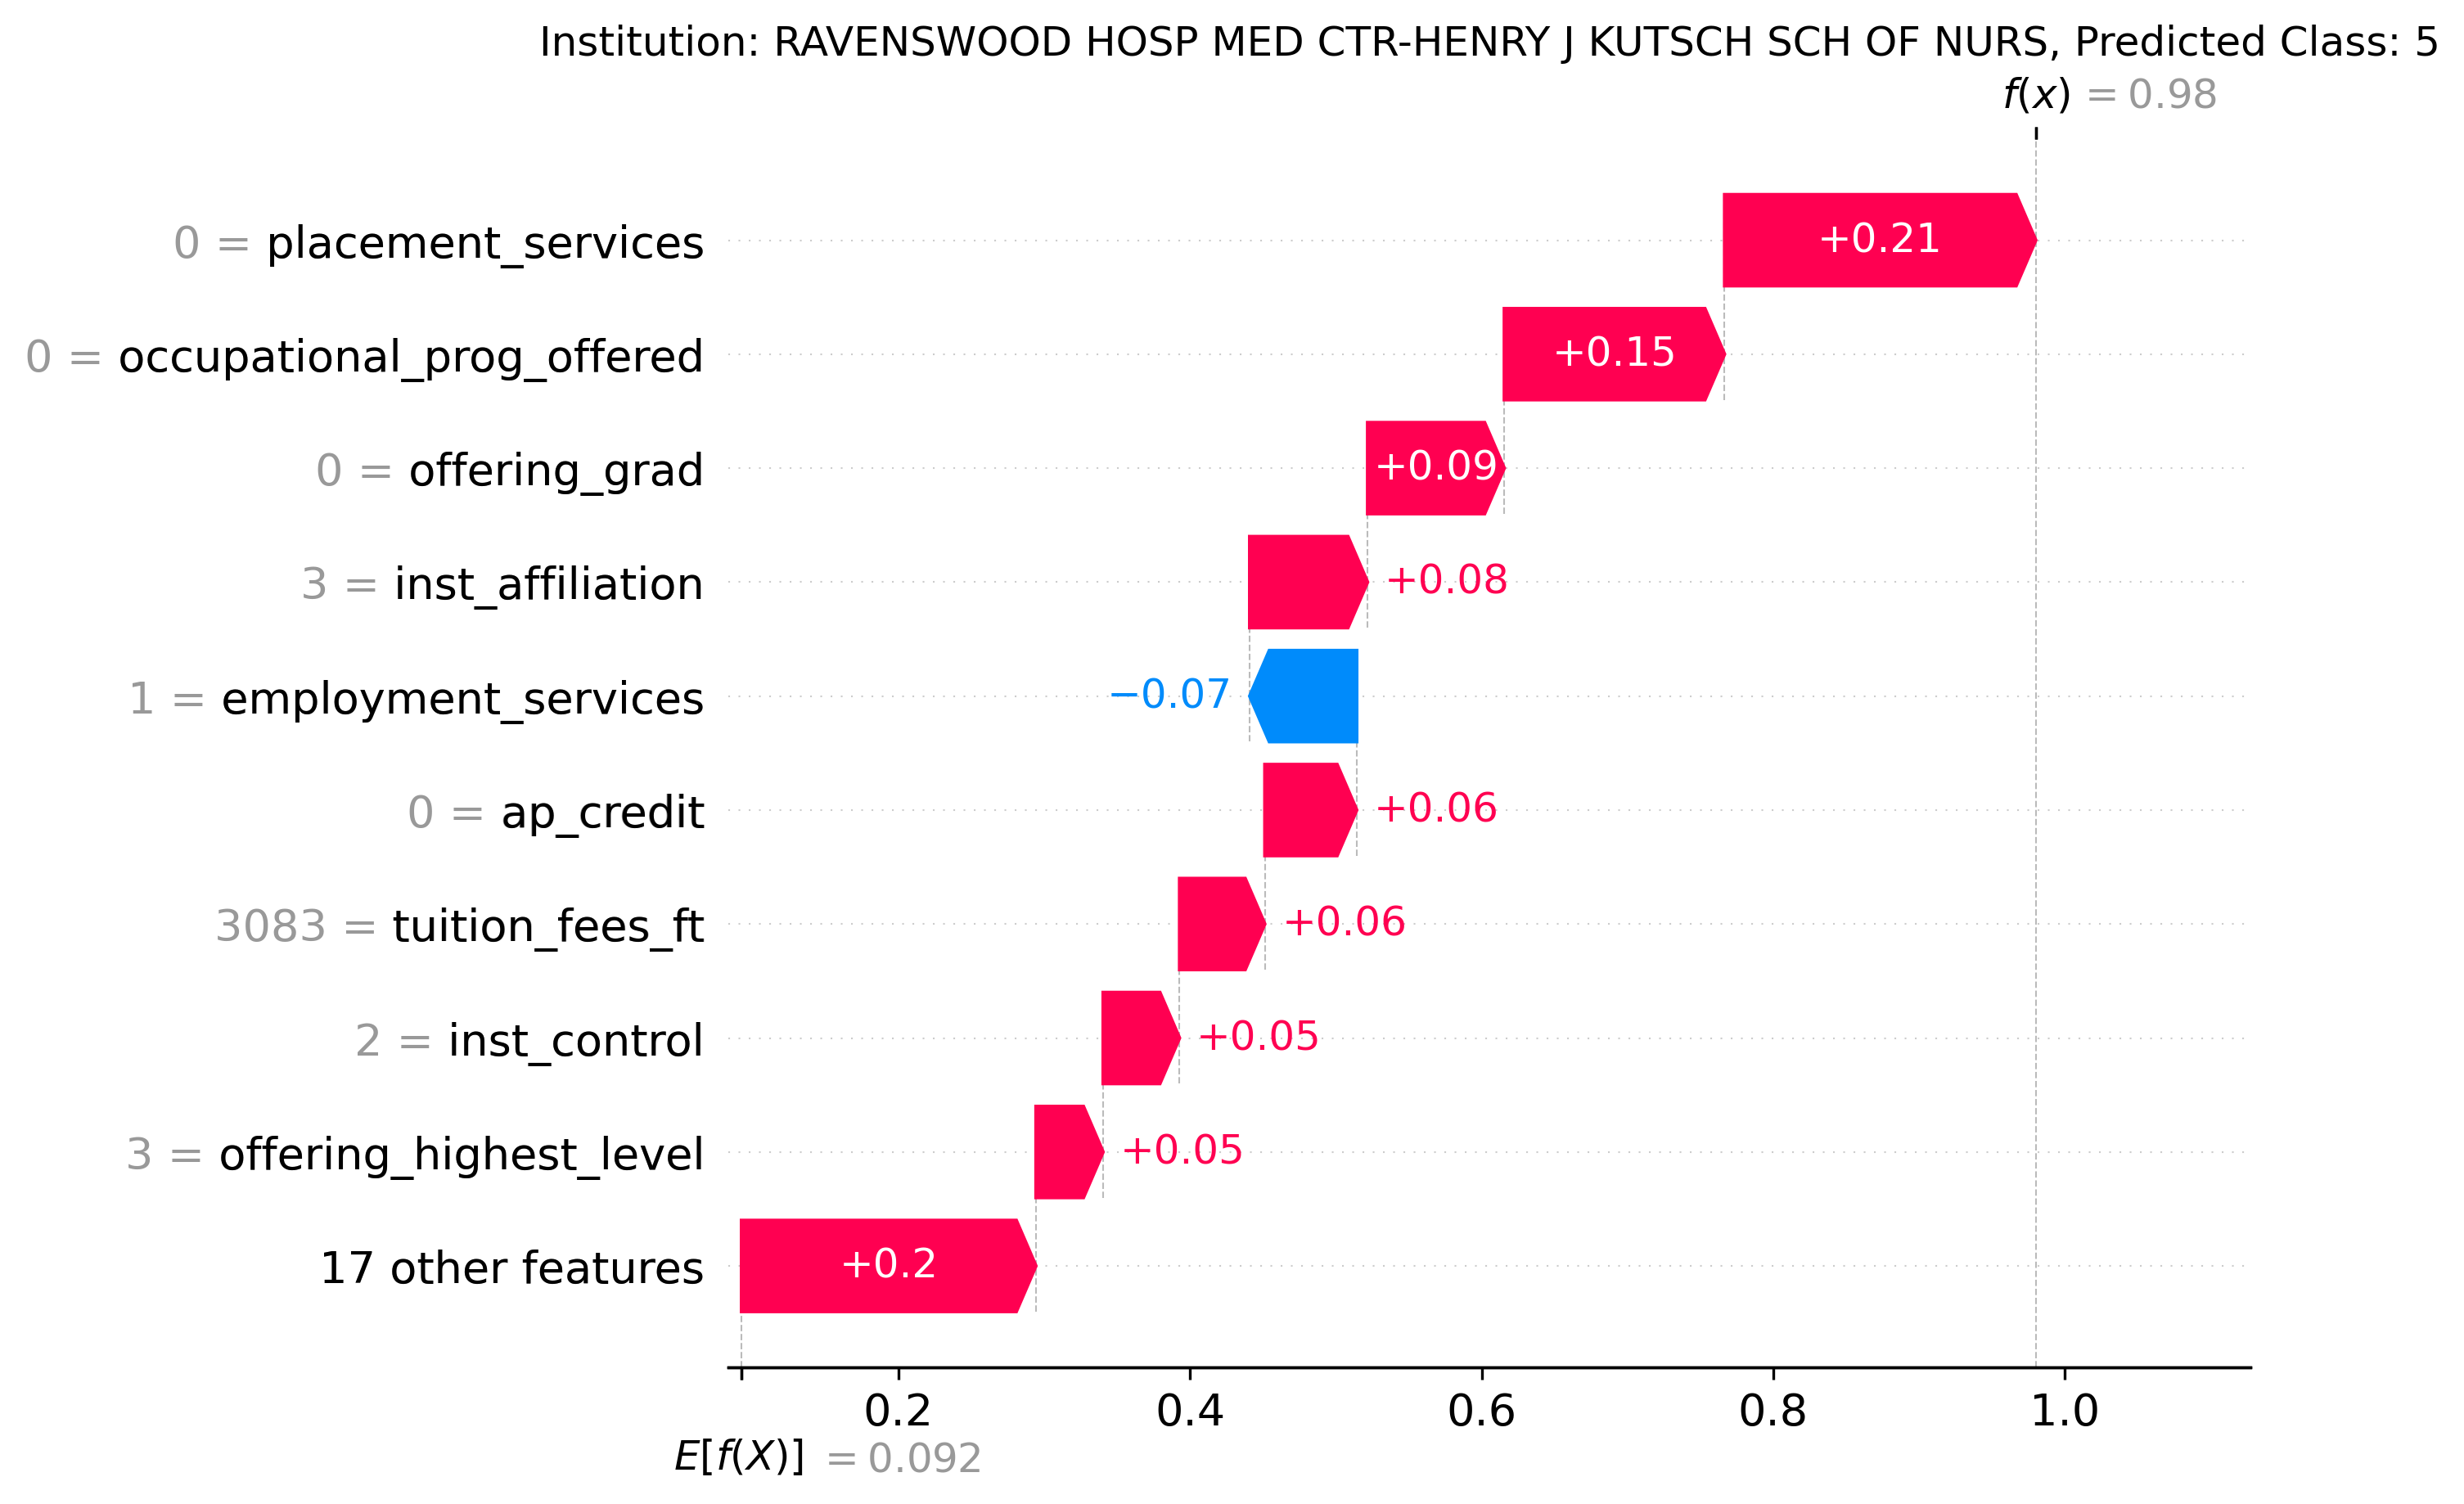 Institution: RAVENSWOOD HOSP MED CTR-HENRY J KUTSCH SCH OF NURS, Predicted Class: 5
f(x) = 0.98
0 = placement_services +0.21
0 = occupational_prog_offered +0.15
0 = offering_grad +0.09
3 = inst_affiliation +0.08
1 = employment_services −0.07
0 = ap_credit +0.06
3083 = tuition_fees_ft +0.06
2 = inst_control +0.05
3 = offering_highest_level +0.05
17 other features +0.2
0.2 0.4 0.6 0.8 1.0
E[f(X)] = 0.092